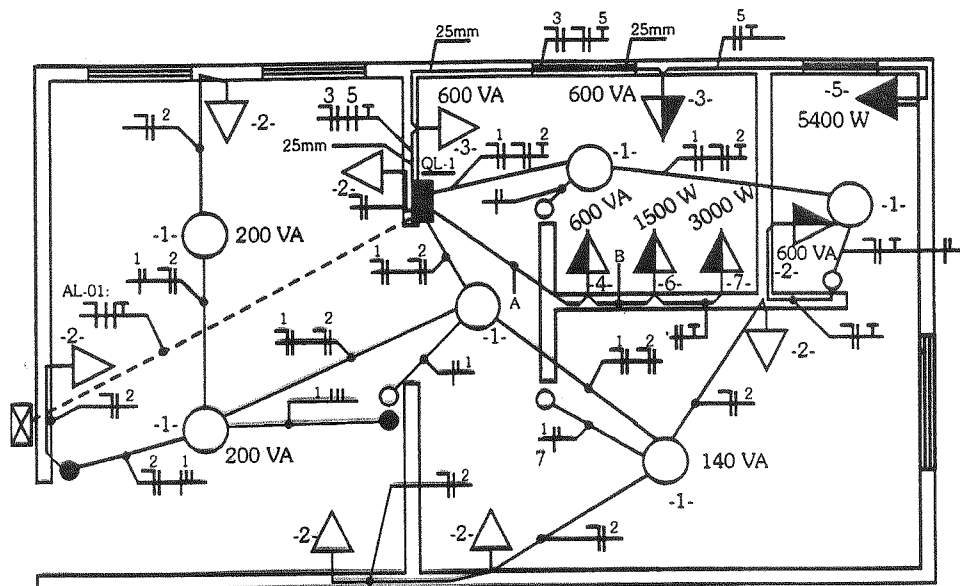 3 5 5
25mm 25mm
600 VA 600 VA -3- -5-
2 3 5 -2- 5400 W
25mm -3- 1 2 -1- 1 2
QL-1
-2- -1-
-1- 200 VA 600 VA 1500 W 3000 W 600 VA
1 2 1 2 -2-
AL-01: B
A -4- -6- -7-
-2- 1 2 -1- -2-
1 1 2
2 1 2
-1- 1
200 VA 7 140 VA
2 1 -1-
2
-2- -2- 2